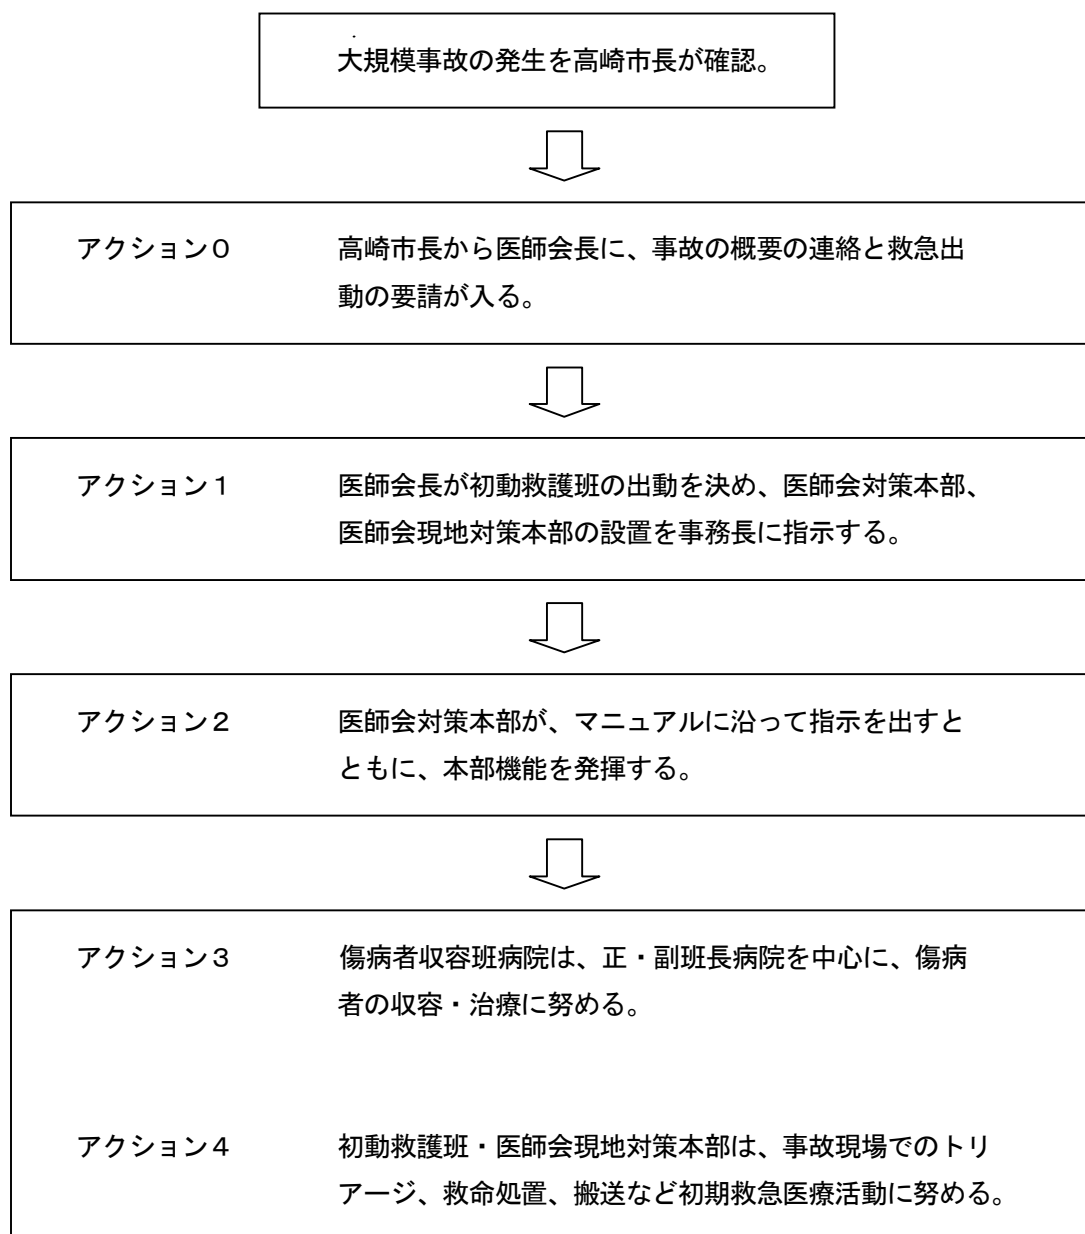 大規模事故の発生を高崎市長が確認。
アクション０ 高崎市長から医師会長に、事故の概要の連絡と救急出
動の要請が入る。
アクション１ 医師会長が初動救護班の出動を決め、医師会対策本部、
医師会現地対策本部の設置を事務長に指示する。
アクション２ 医師会対策本部が、マニュアルに沿って指示を出すと
ともに、本部機能を発揮する。
アクション３ 傷病者収容班病院は、正・副班長病院を中心に、傷病
者の収容・治療に努める。
アクション４ 初動救護班・医師会現地対策本部は、事故現場でのトリ
アージ、救命処置、搬送など初期救急医療活動に努める。